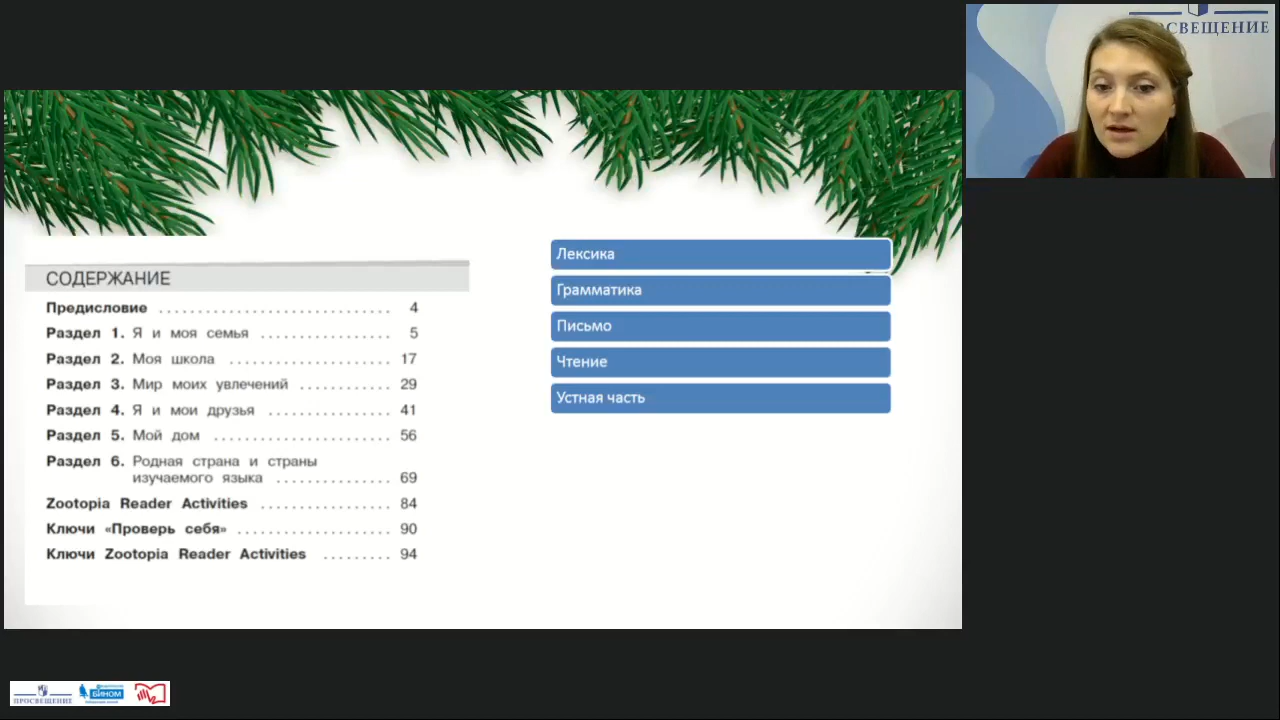 СОДЕРЖАНИЕ
Предисловие 4
Раздел 1. Я и моя семья 5
Раздел 2. Моя школа 17
Раздел 3. Мир моих увлечений 29
Раздел 4. Я и мои друзья 41
Раздел 5. Мой дом 56
Раздел 6. Родная страна и страны
изучаемого языка 69
Zootopia Reader Activities 84
Ключи «Проверь себя» 90
Ключи Zootopia Reader Activities 94
Лексика
Грамматика
Письмо
Чтение
Устная часть
ОСВЕЩЕНИЕ
ПРОСВЕЩЕНИЕ
БИНОМ